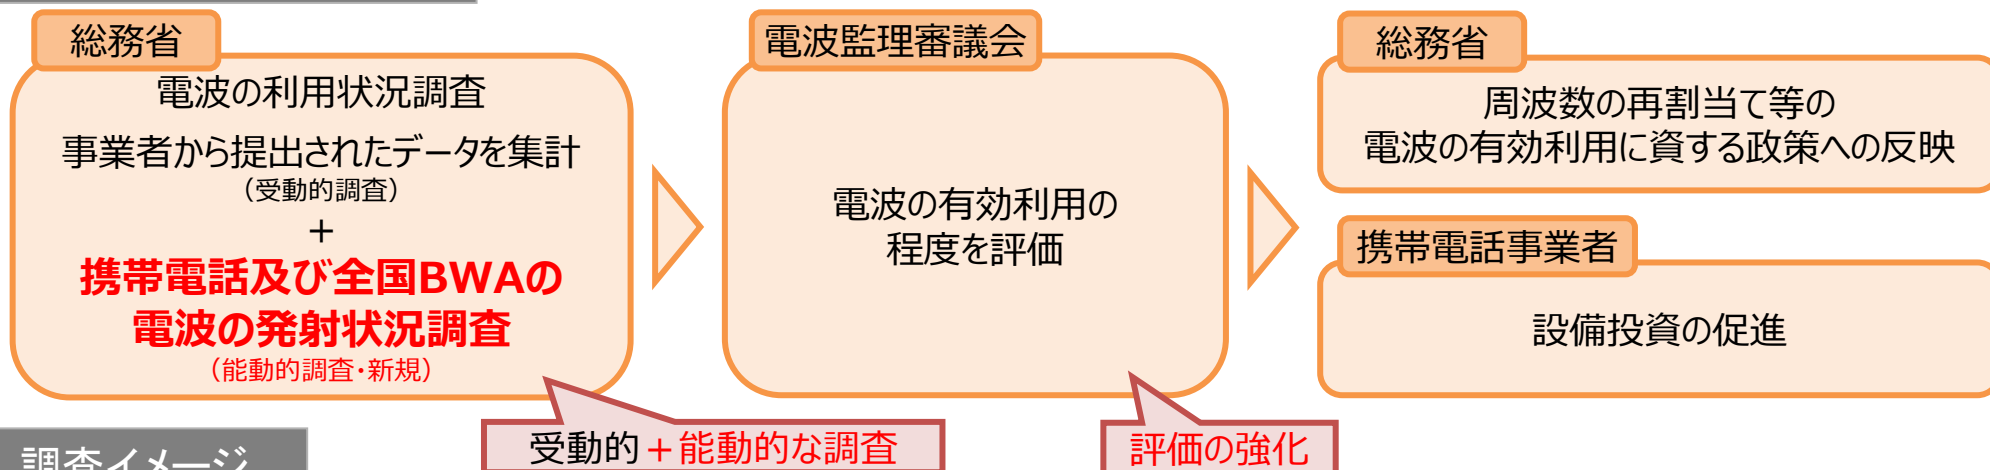 総務省
電波の利用状況調査
事業者から提出されたデータを集計
（受動的調査）
＋
携帯電話及び全国BWAの
電波の発射状況調査
（能動的調査・新規）
受動的＋能動的な調査
電波監理審議会
電波の有効利用の
程度を評価
評価の強化
総務省
周波数の再割当て等の
電波の有効利用に資する政策への反映
携帯電話事業者
設備投資の促進
調査イメージ